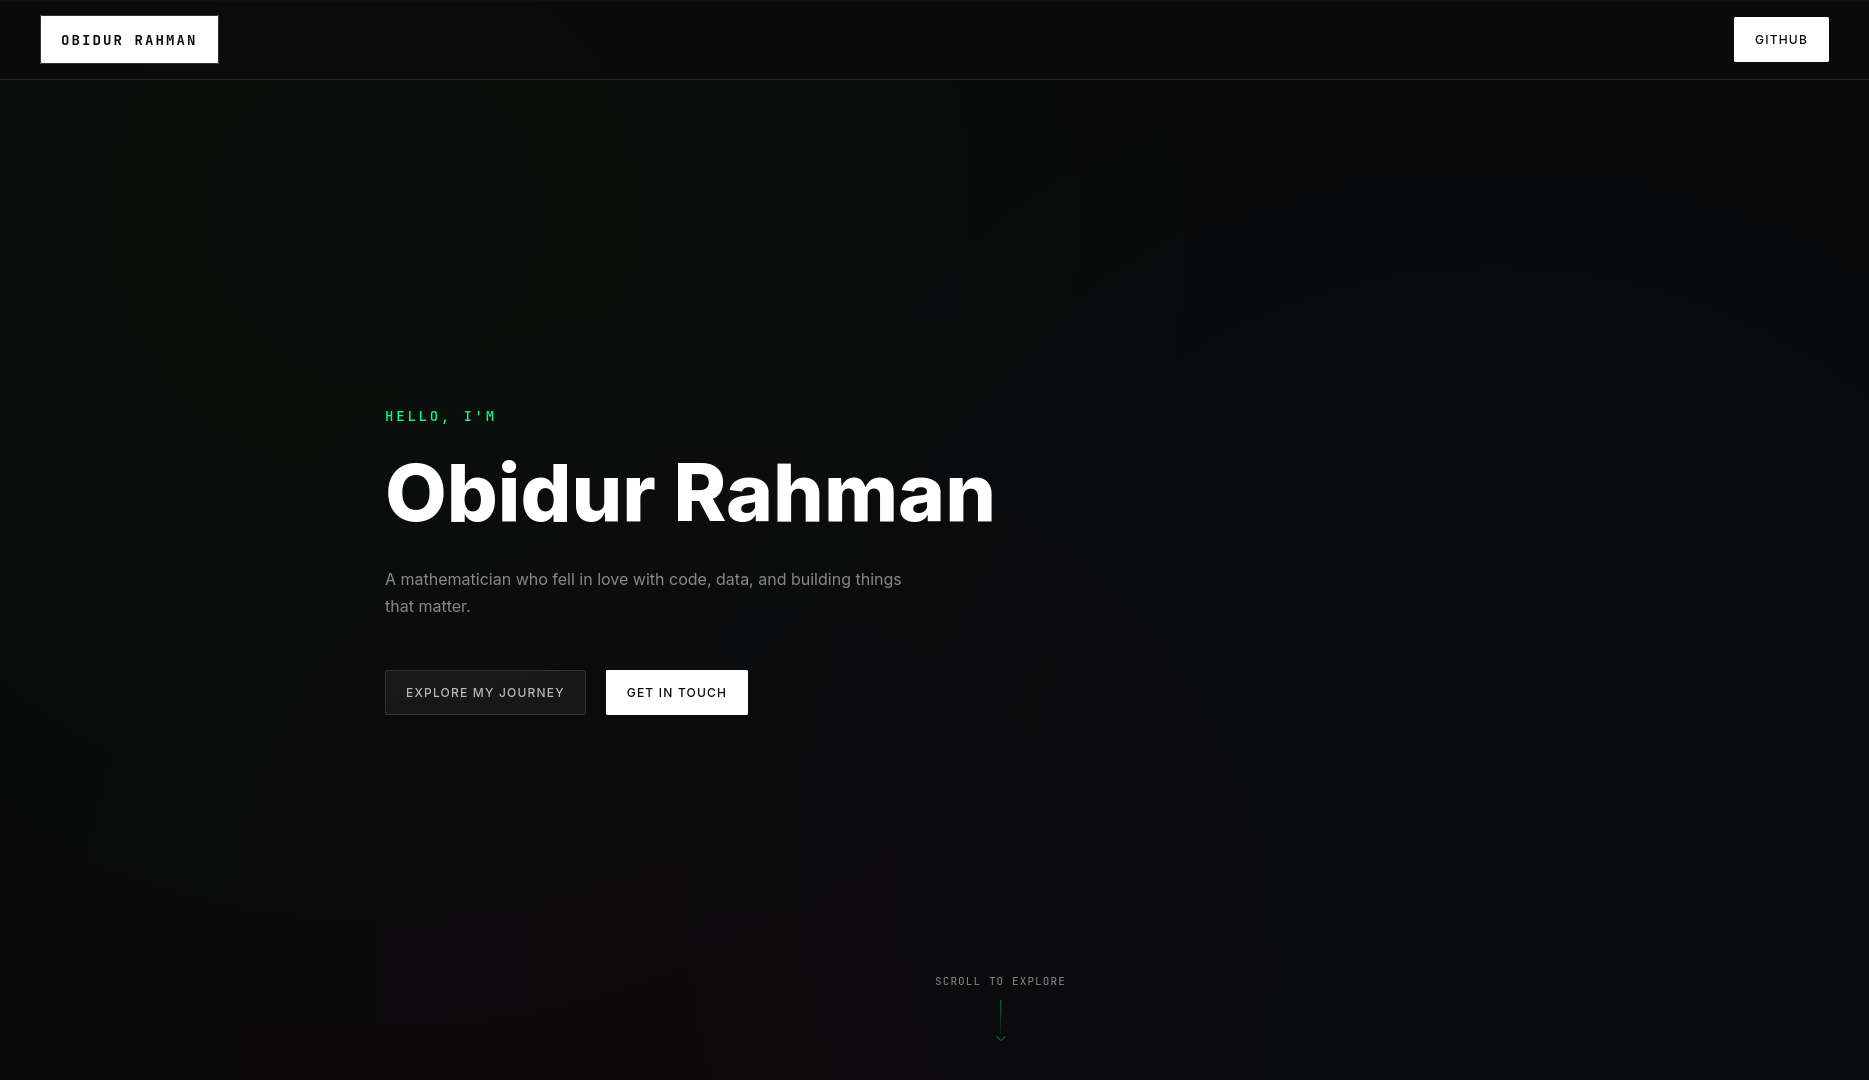 OBIDUR RAHMAN
GITHUB
HELLO, I'M
Obidur Rahman
A mathematician who fell in love with code, data, and building things
that matter.
EXPLORE MY JOURNEY
GET IN TOUCH
SCROLL TO EXPLORE